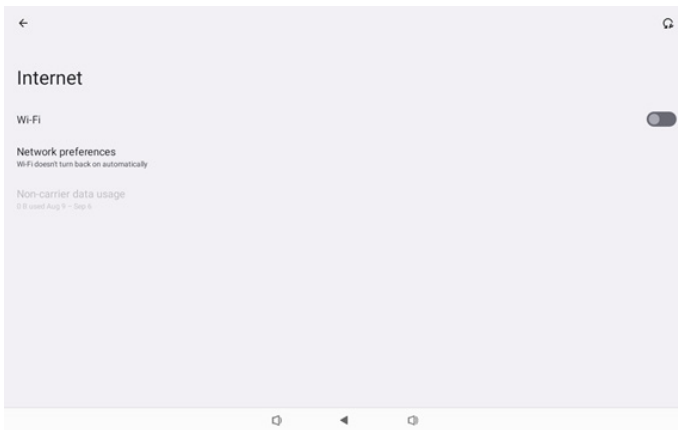 Internet
Wi-Fi
Network preferences
Wi-Fi doesn't turn back on automatically
Non-carrier data usage
0 B used Aug 9 – Sep 6